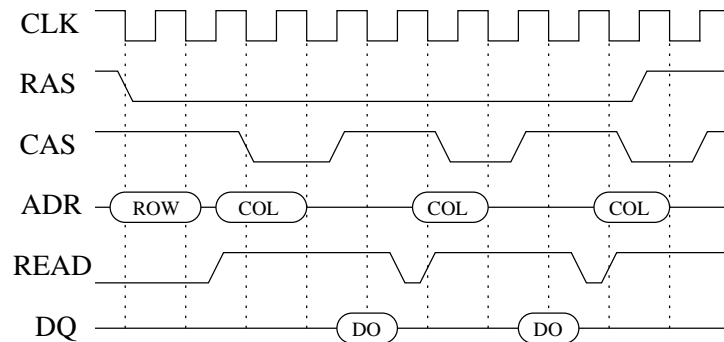 CLK
RAS
CAS
ADR ROW COL COL COL
READ
DQ DO DO